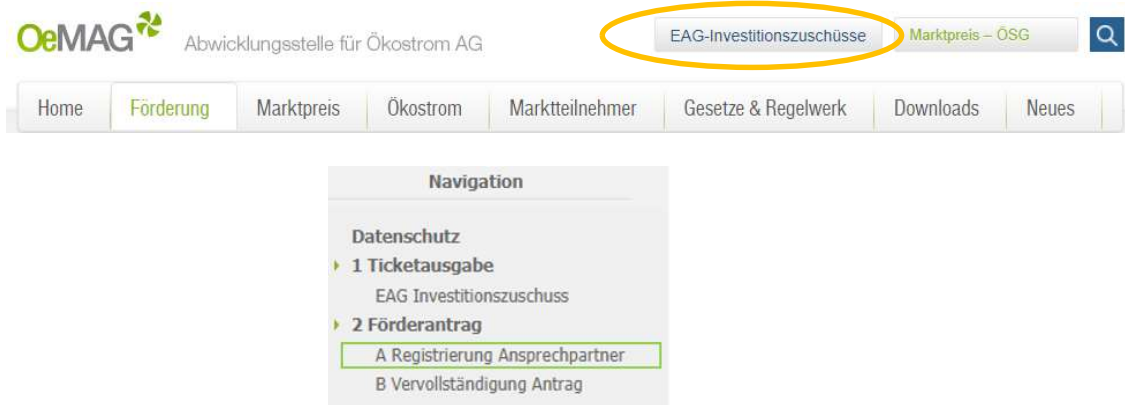 OeMAG Abwicklungsstelle für Ökostrom AG EAG-Investitionszuschüsse Marktpreis – ÖSG
Home Förderung Marktpreis Ökostrom Marktteilnehmer Gesetze & Regelwerk Downloads Neues
Navigation
Datenschutz
1 Ticketausgabe
EAG Investitionszuschuss
2 Förderantrag
A Registrierung Ansprechpartner
B Vervollständigung Antrag